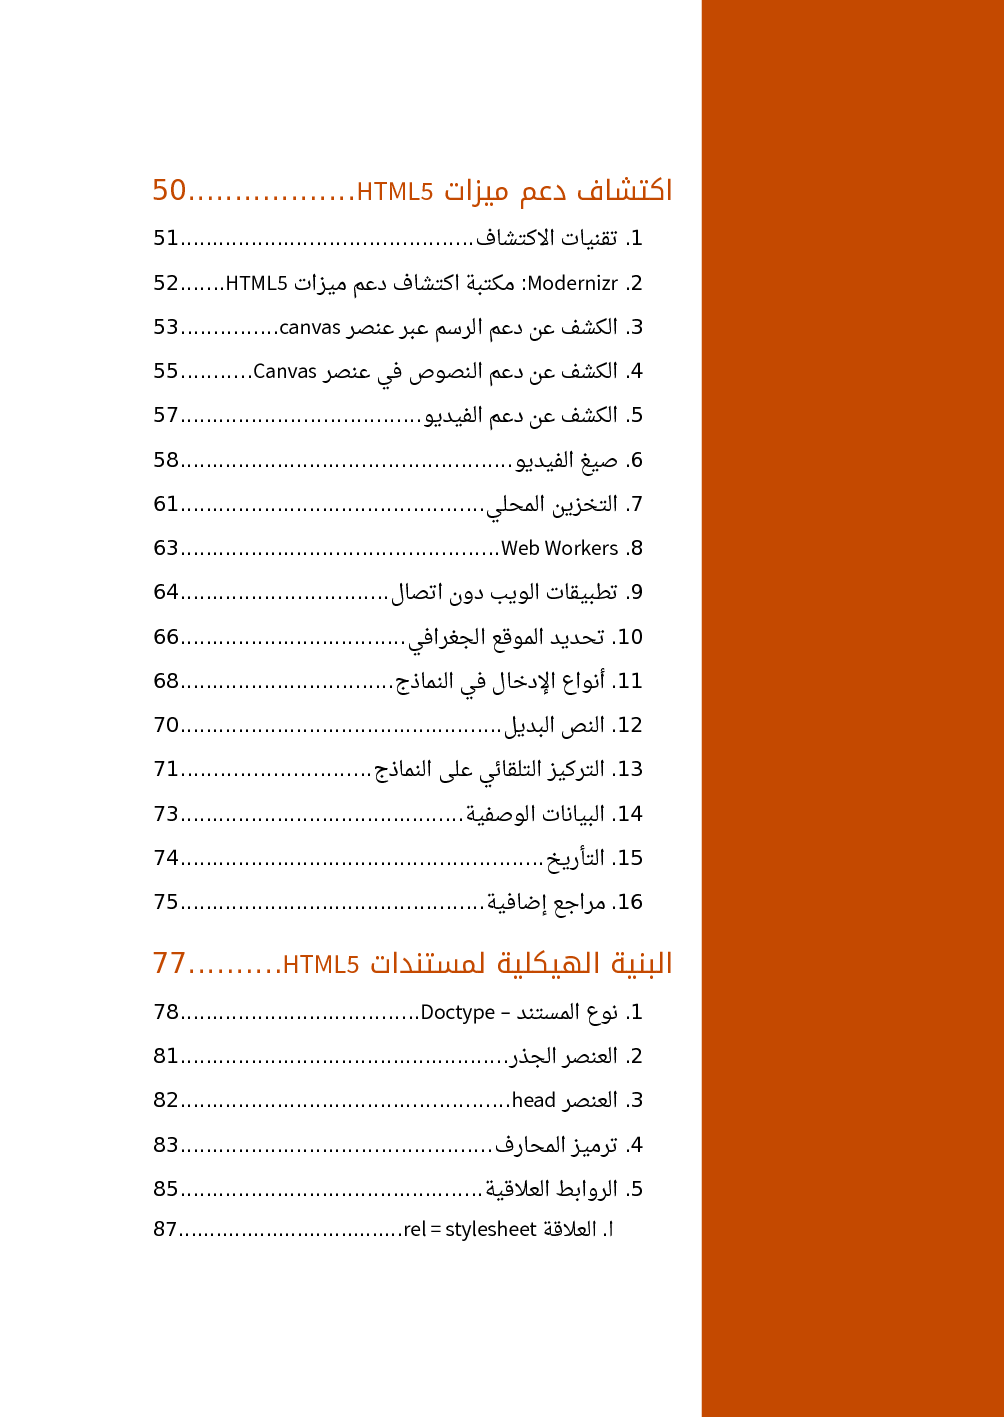 اكتشاف دعم ميزات HTML5..................50
1. تقنيات الاكتشاف..............................................51
2. Modernizr: مكتبة اكتشاف دعم ميزات HTML5.......52
3. الكشف عن دعم الرسم عبر عنصر canvas...............53
4. الكشف عن دعم النصوص في عنصر Canvas...........55
5. الكشف عن دعم الفيديو......................................57
6. صيغ الفيديو....................................................58
7. التخزين المحلي................................................61
8. Web Workers..................................................63
9. تطبيقات الويب دون اتصال................................64
10. تحديد الموقع الجغرافي...................................66
11. أنواع الإدخال في النماذج.................................68
12. النص البديل..................................................70
13. التركيز التلقائي على النماذج.............................71
14. البيانات الوصفية............................................73
15. التأريخ.........................................................74
16. مراجع إضافية................................................75
البنية الهيكلية لمستندات HTML5..........77
1. نوع المستند – Doctype.....................................78
2. العنصر الجذر...................................................81
3. العنصر head...................................................82
4. ترميز المحارف.................................................83
5. الروابط العلاقية...............................................85
ا. العلاقة rel = stylesheet....................................87